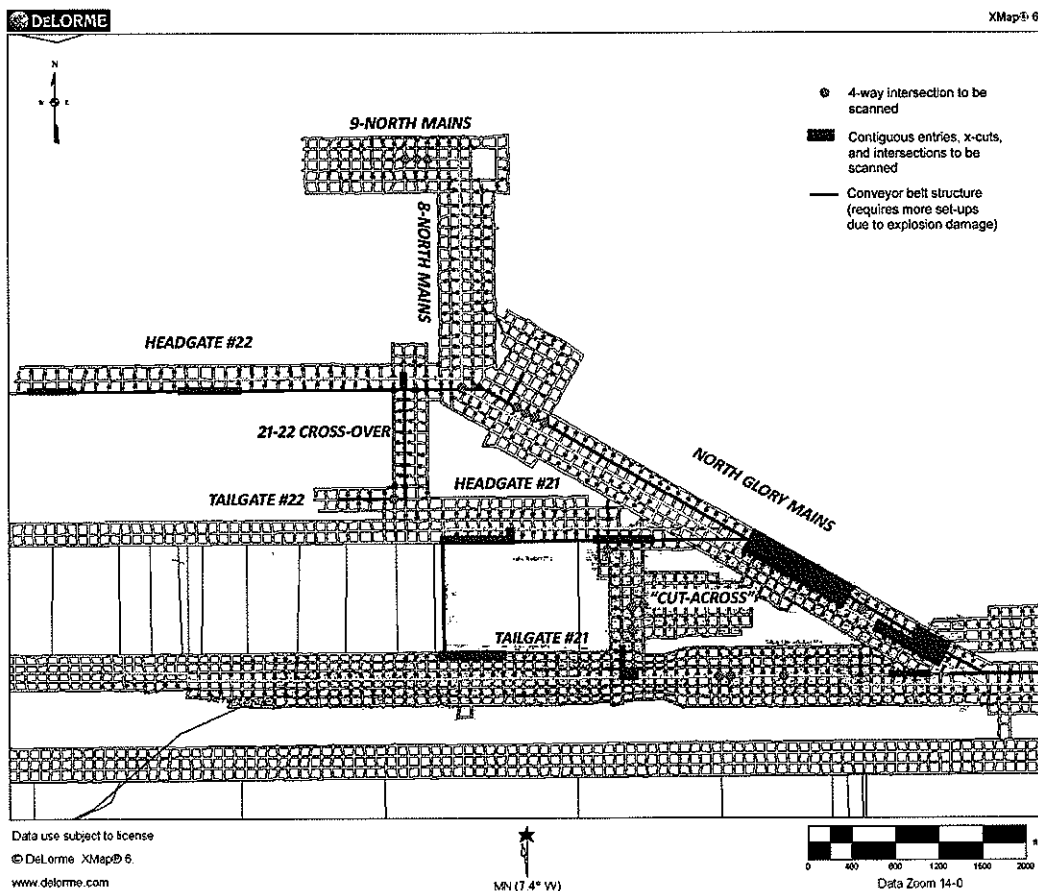 DELORME
XMap® 6
N
E
4-way intersection to be
scanned
Contiguous entries, x-cuts,
and intersections to be
scanned
Conveyor belt structure
(requires more set-ups
due to explosion damage)
9-NORTH MAINS
8-NORTH MAINS
HEADGATE #22
21-22 CROSS-OVER
NORTH GLORY MAINS
HEADGATE #21
TAILGATE #22
"CUT-ACROSS"
TAILGATE #21
Data use subject to license
© DeLorme XMap® 6.
www.delorme.com
MN (7.4° W)
ft
0 400 800 1200 1600 2000
Data Zoom 14-0